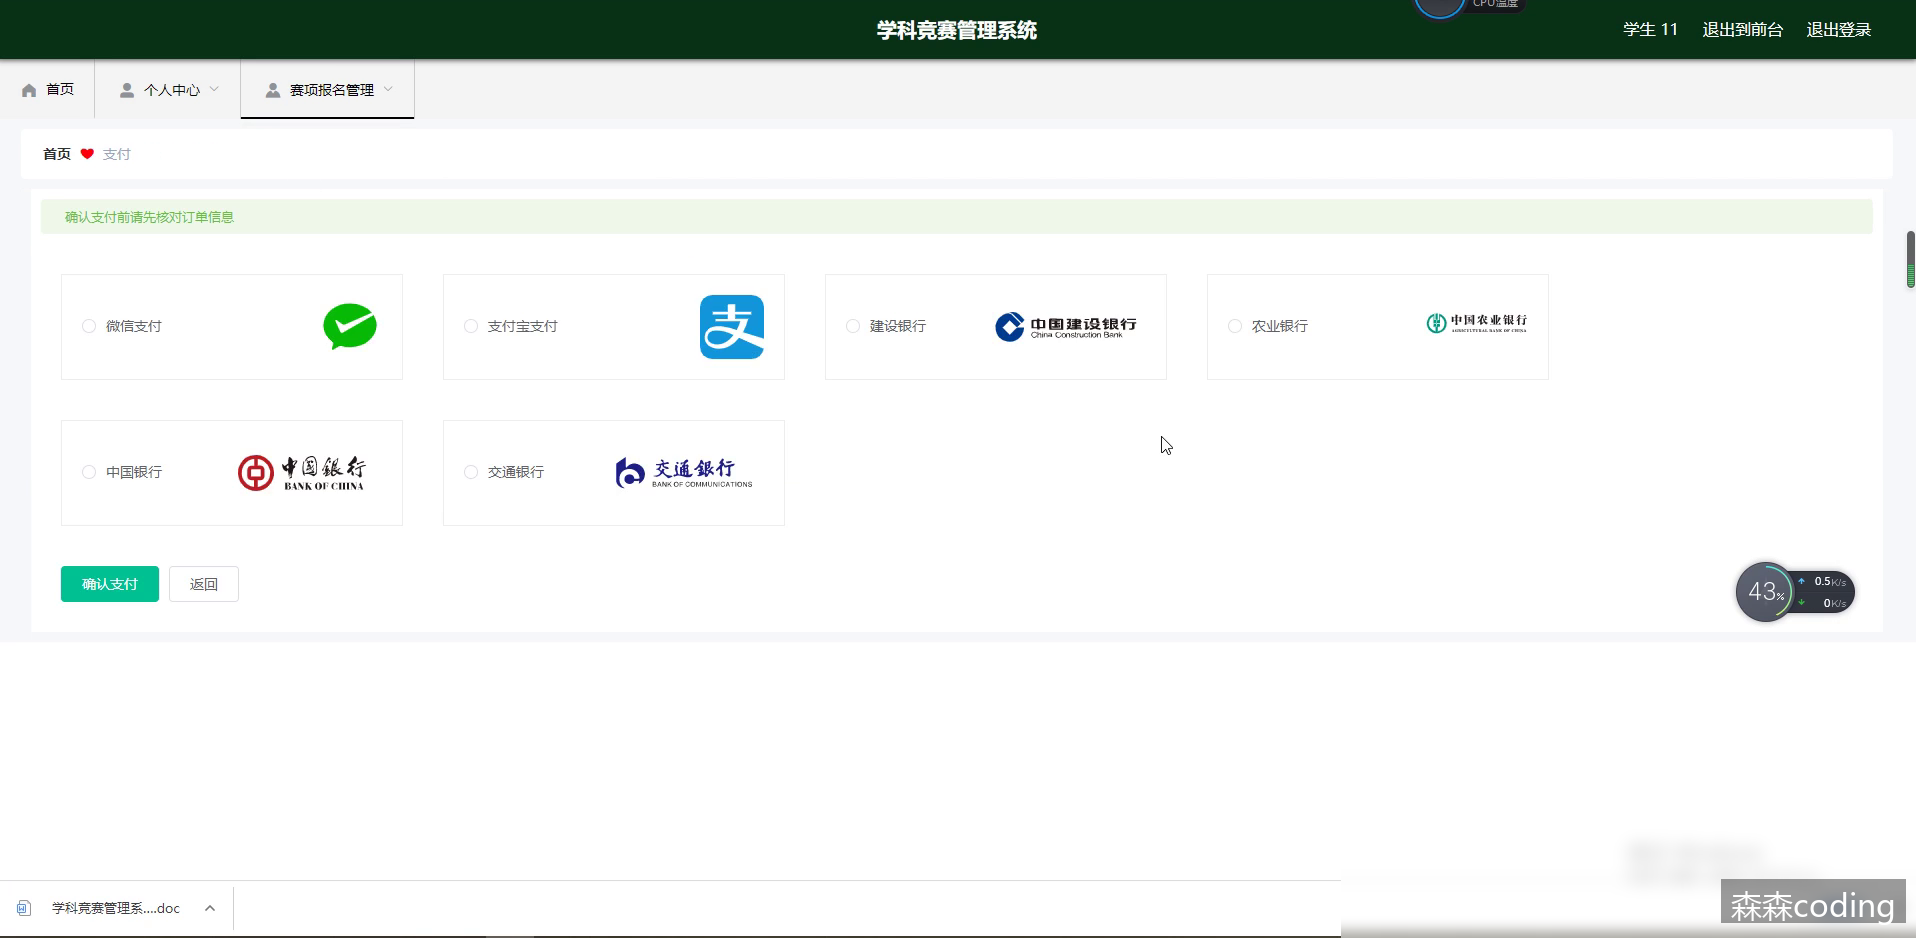 CPU温度
学科竞赛管理系统
学生 11
退出到前台
退出登录
首页
个人中心
赛项报名管理
首页
支付
确认支付前请先核对订单信息
微信支付
支付宝支付
支
建设银行
中国建设银行
China Construction Bank
农业银行
中国农业银行
AGRICULTURAL BANK OF CHINA
中国银行
中国銀行
BANK OF CHINA
交通银行
交通銀行
BANK OF COMMUNICATIONS
确认支付
返回
43%
0.5K/s
0K/s
学科竞赛管理系....doc
森森coding